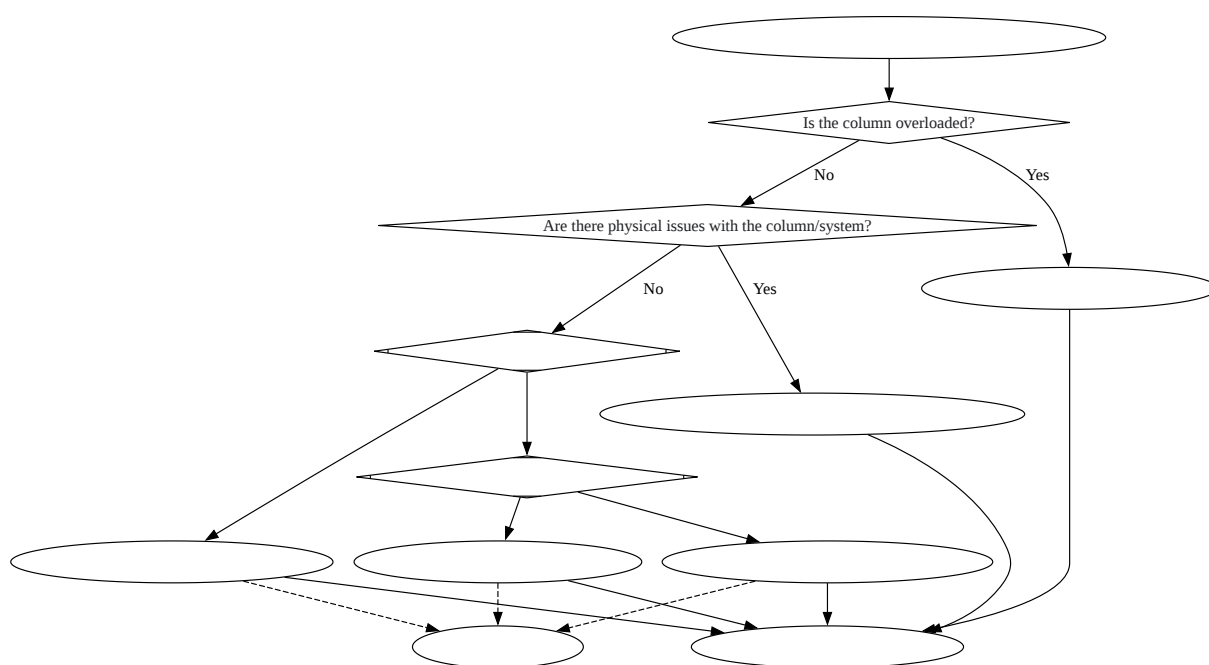 Is the column overloaded?
No
Yes
Are there physical issues with the column/system?
No
Yes